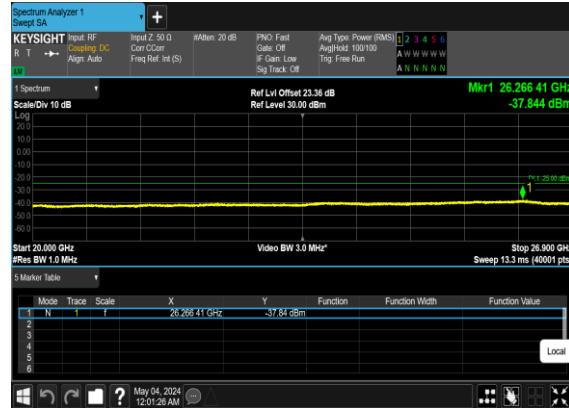 Spectrum Analyzer 1
Swept SA
+
KEYSIGHT
R T
Input: RF
Coupling: DC
Align: Auto
Input Z: 50 Ω
Corr CCorr
Freq Ref: Int (S)
#Atten: 20 dB
PNO: Fast
Gate: Off
IF Gain: Low
Sig Track: Off
Avg Type: Power (RMS)
Avg|Hold: 100/100
Trig: Free Run
1 2 3 4 5 6
A W W W W W
A N N N N N
1 Spectrum
Scale/Div 10 dB
Ref Lvl Offset 23.36 dB
Ref Level 30.00 dBm
Mkr1 26.266 41 GHz
-37.844 dBm
Log
20.0
10.0
0.00
-10.0
-20.0
-30.0
-40.0
-50.0
-60.0
1
Start 20.000 GHz
#Res BW 1.0 MHz
Video BW 3.0 MHz*
Stop 26.900 GHz
Sweep 13.3 ms (40001 pts)
5 Marker Table
Mode Trace Scale X Y Function Function Width Function Value
1 N 1 f 26.266 41 GHz -37.84 dBm
2
3
4
5
6
Local
?
May 04, 2024
12:01:26 AM